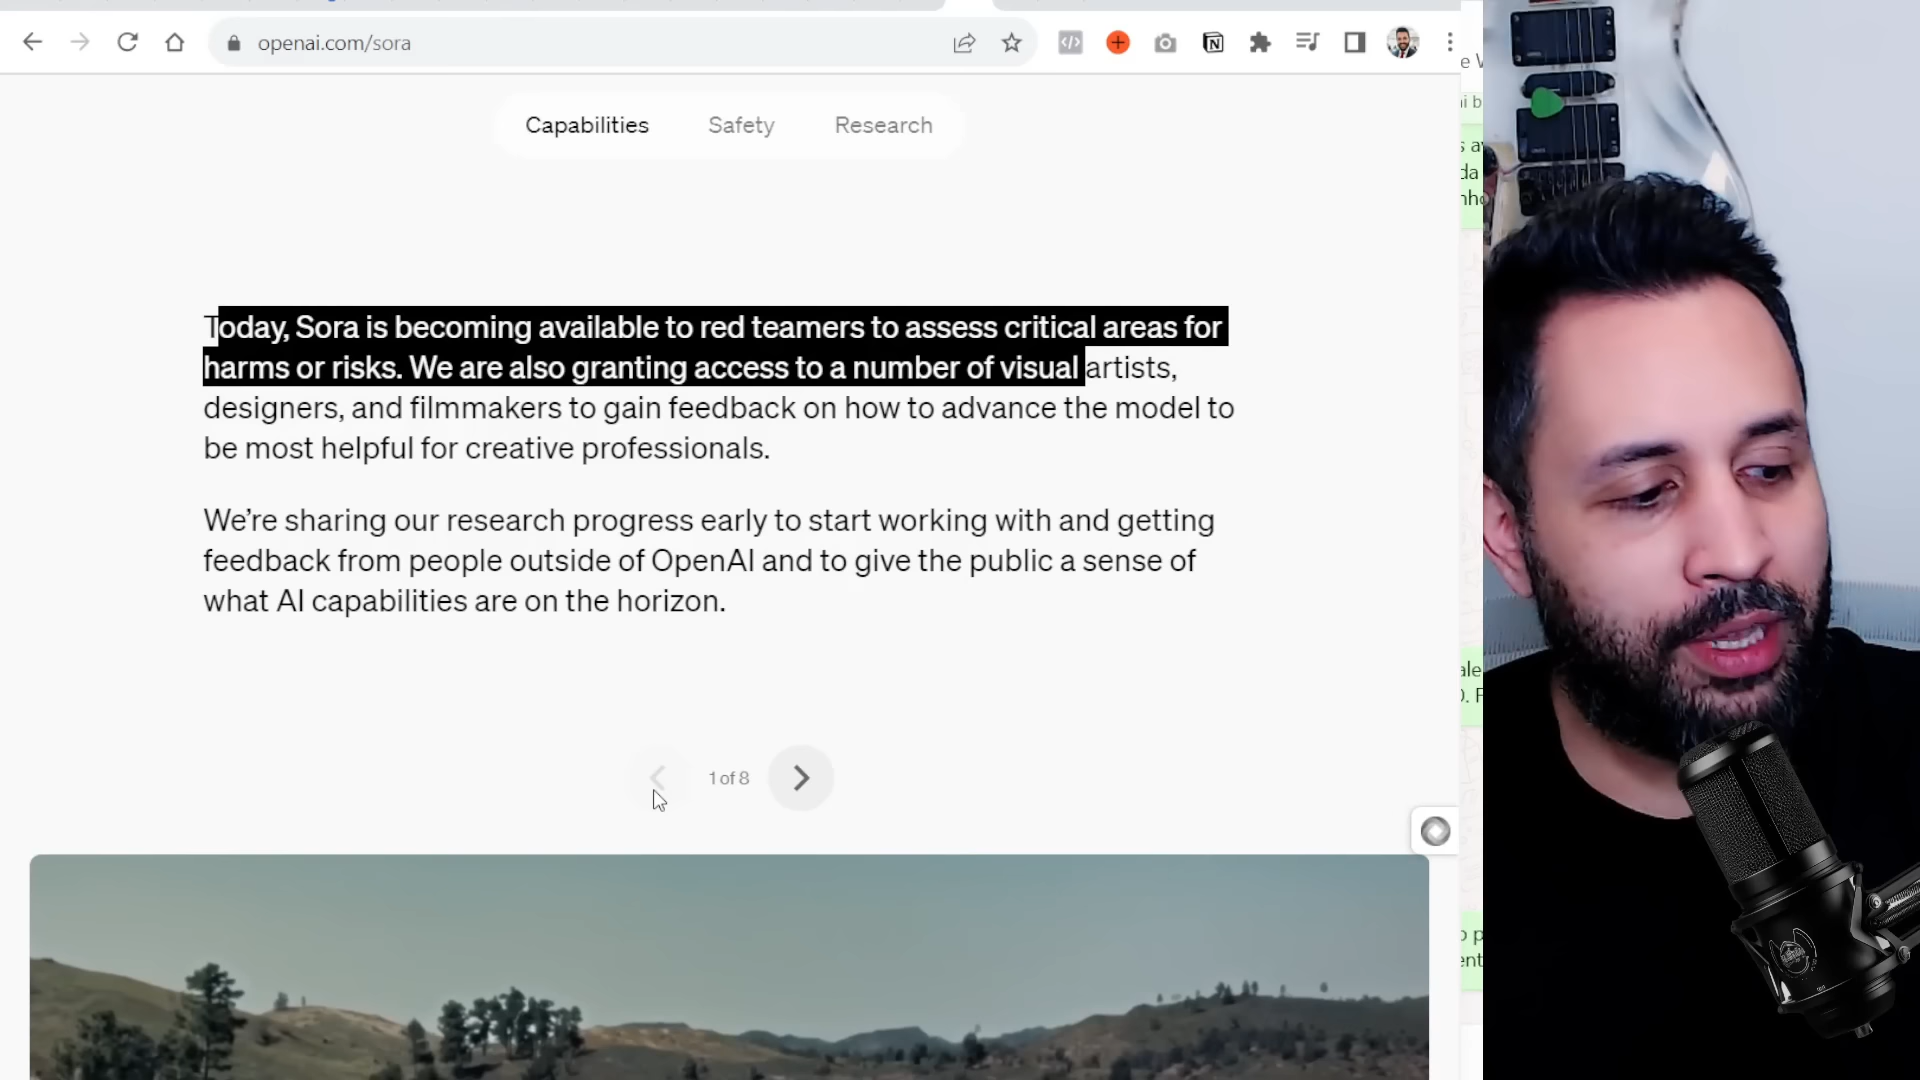 openai.com/sora
Capabilities
Safety
Research
Today, Sora is becoming available to red teamers to assess critical areas for
harms or risks. We are also granting access to a number of visual artists,
designers, and filmmakers to gain feedback on how to advance the model to
be most helpful for creative professionals.
We’re sharing our research progress early to start working with and getting
feedback from people outside of OpenAI and to give the public a sense of
what AI capabilities are on the horizon.
1 of 8